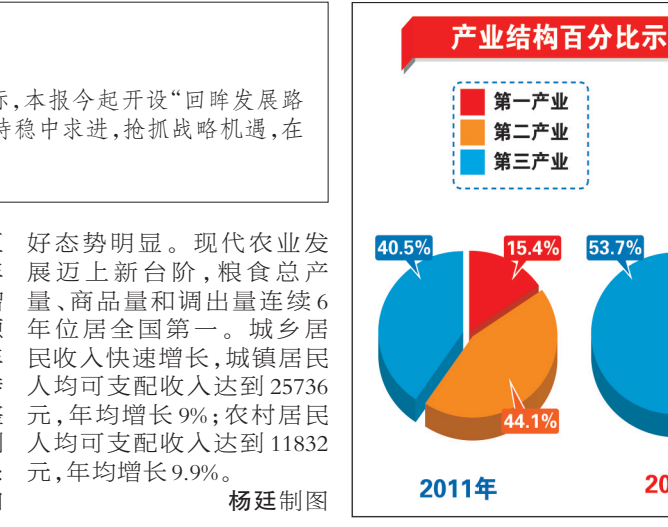 标,本报今起开设“回眸发展路
持稳中求进,抢抓战略机遇,在
好态势明显。现代农业发
展迈上新台阶,粮食总产
量、商品量和调出量连续6
年位居全国第一。城乡居
民收入快速增长,城镇居民
人均可支配收入达到25736
元,年均增长9%;农村居民
人均可支配收入达到11832
元,年均增长9.9%。
杨廷制图
产业结构百分比示
第一产业
第二产业
第三产业
40.5%
15.4%
44.1%
2011年
53.7%
20